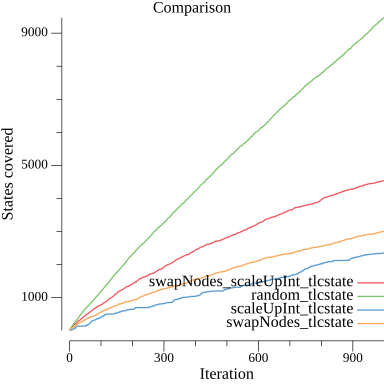 Comparison
States covered
9000
5000
1000
swapNodes_scaleUpInt_tlcstate
random_tlcstate
scaleUpInt_tlcstate
swapNodes_tlcstate
0 300 600 900
Iteration